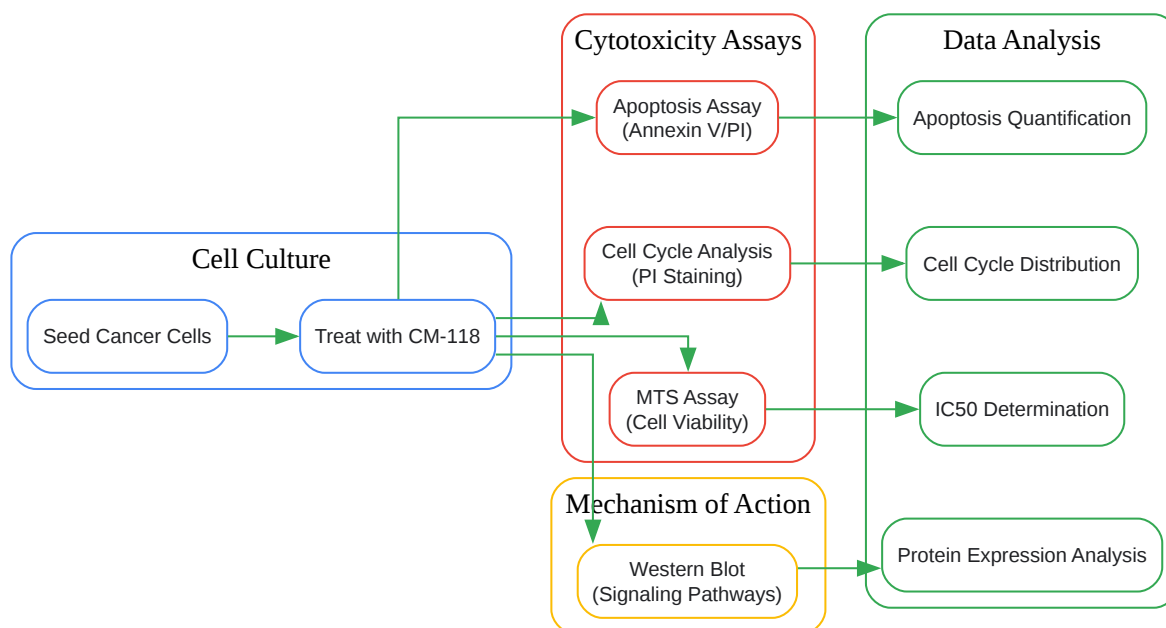 Cytotoxicity Assays
Data Analysis
Apoptosis Assay
(Annexin V/PI)
Apoptosis Quantification
Cell Culture
Cell Cycle Analysis
(PI Staining)
Cell Cycle Distribution
Seed Cancer Cells
Treat with CM-118
MTS Assay
(Cell Viability)
IC50 Determination
Mechanism of Action
Western Blot
(Signaling Pathways)
Protein Expression Analysis